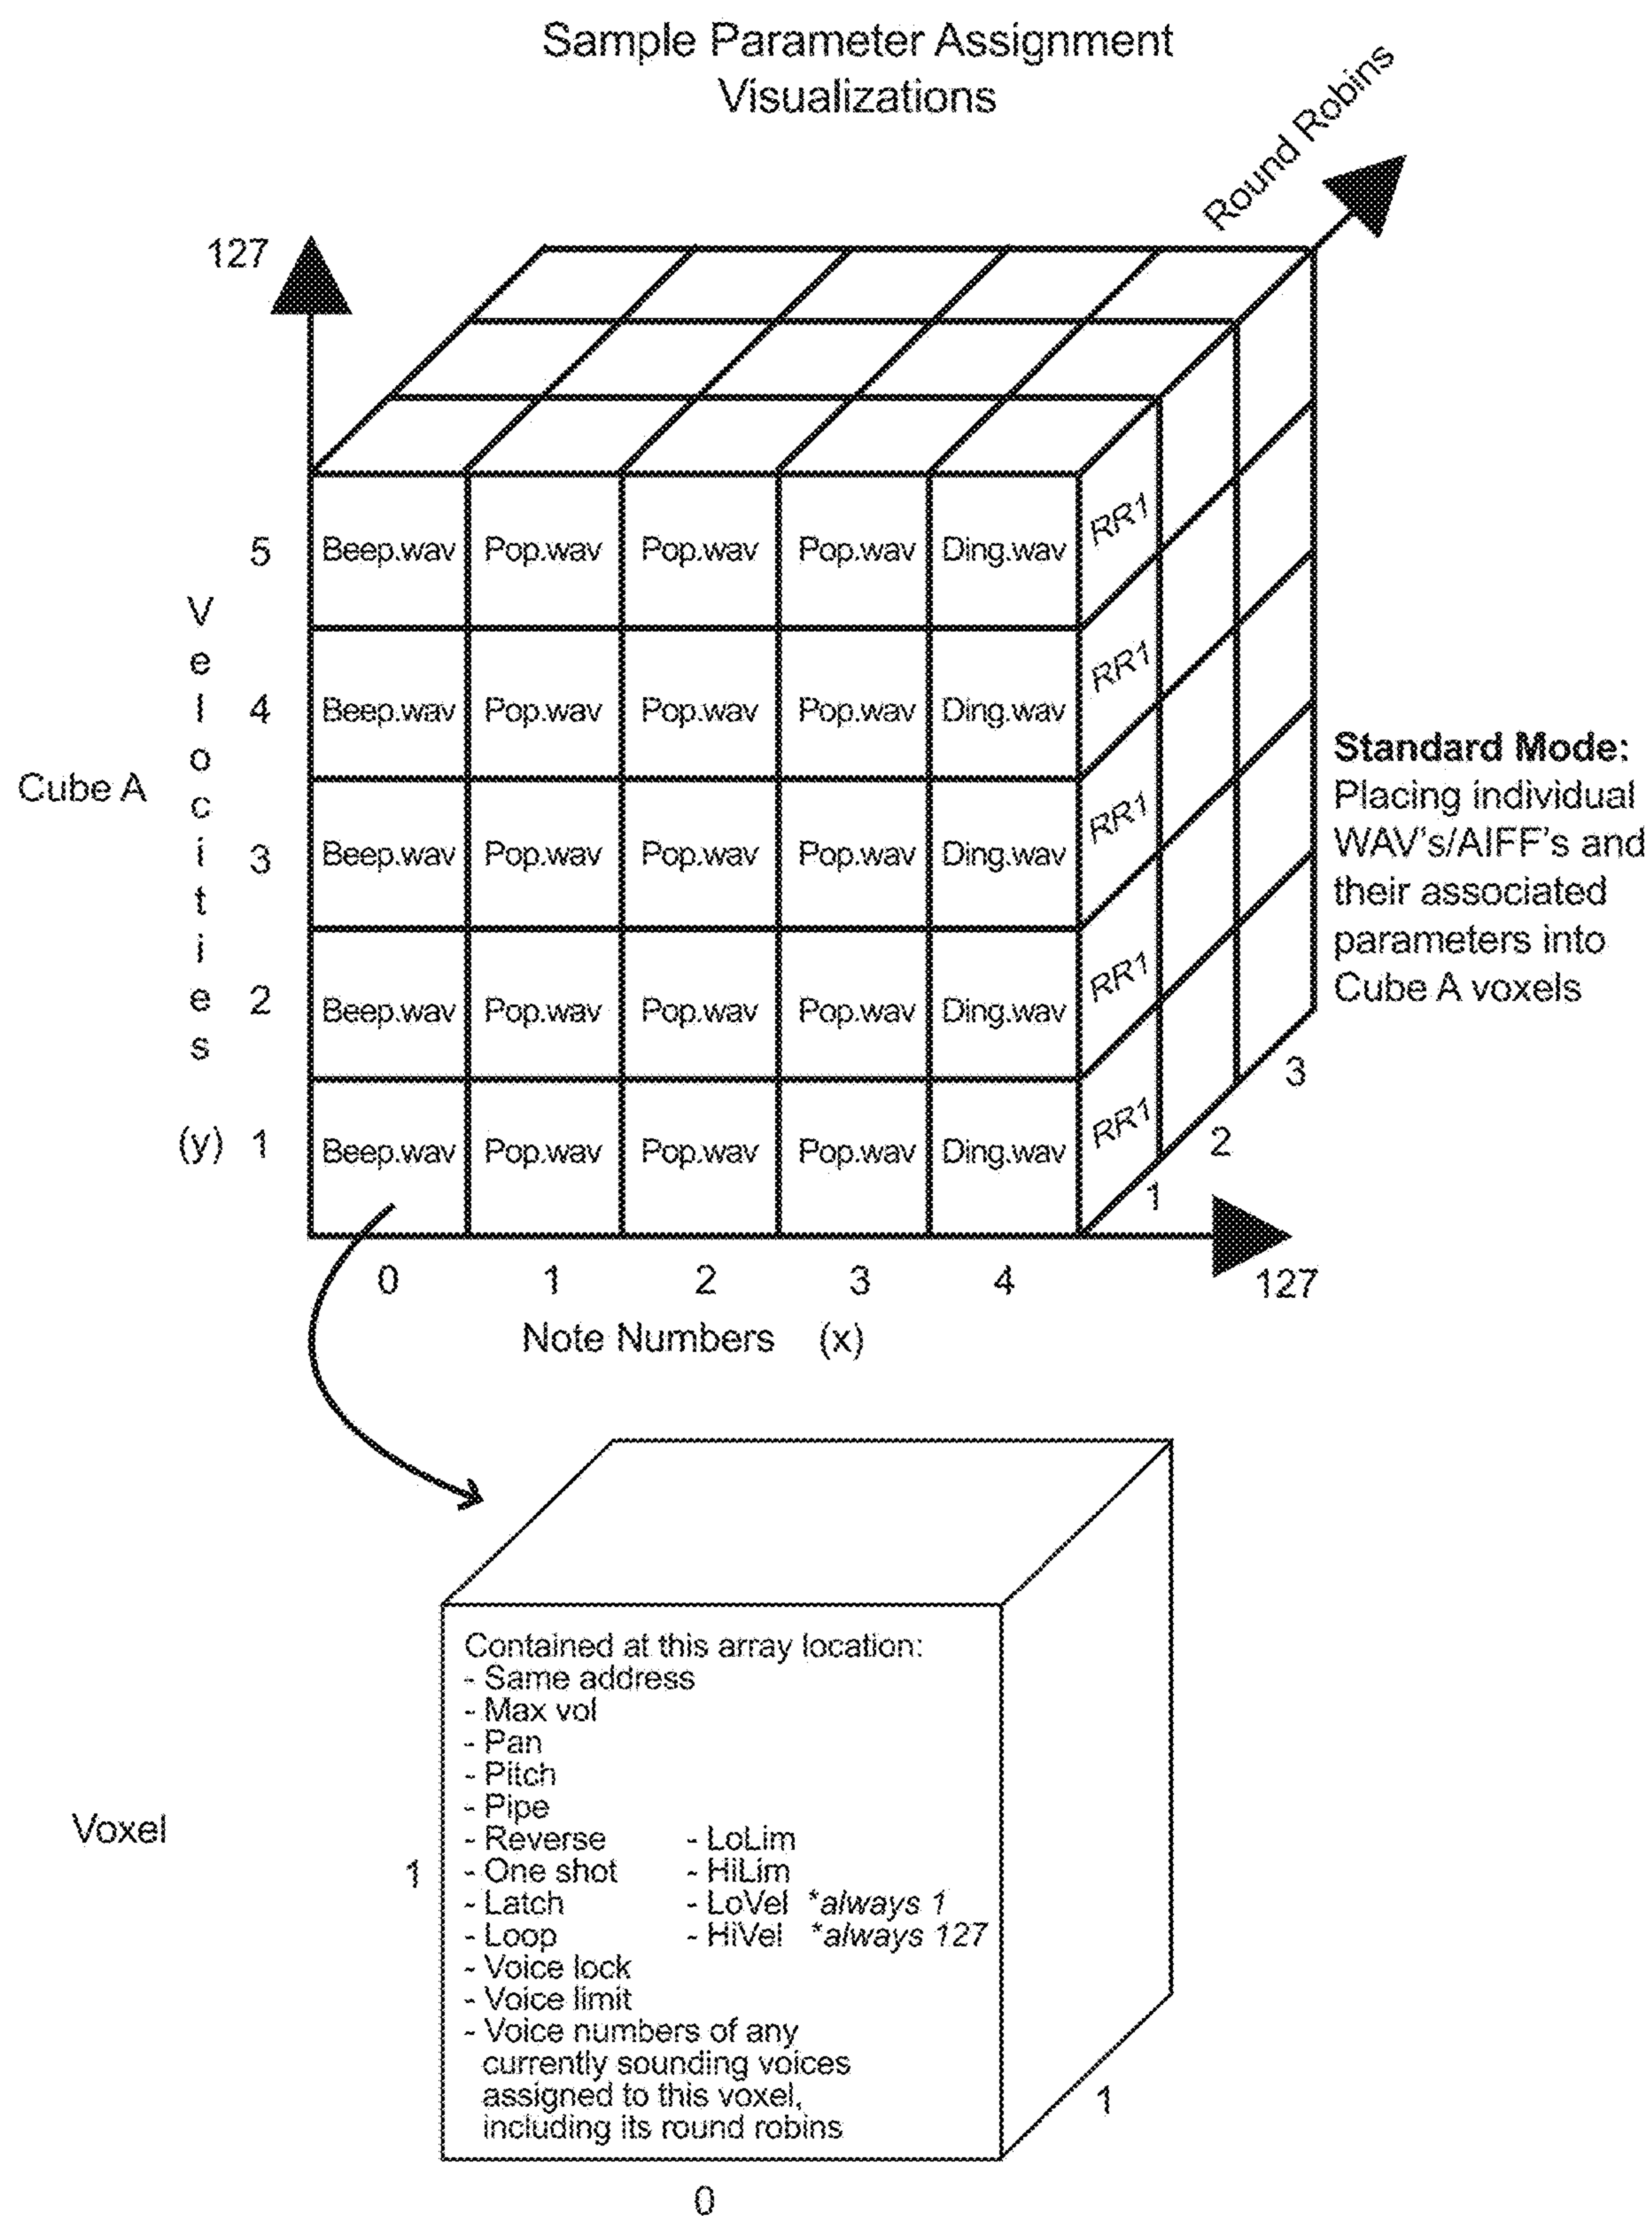 Sample Parameter Assignment
Visualizations
Round Robins
127
Velocities
Cube A
5 Beep.wav Pop.wav Pop.wav Pop.wav Ding.wav RR1
4 Beep.wav Pop.wav Pop.wav Pop.wav Ding.wav RR1
3 Beep.wav Pop.wav Pop.wav Pop.wav Ding.wav RR1
2 Beep.wav Pop.wav Pop.wav Pop.wav Ding.wav RR1
(y) 1 Beep.wav Pop.wav Pop.wav Pop.wav Ding.wav RR1
1 2 3
0 1 2 3 4 127
Note Numbers (x)
Standard Mode:
Placing individual
WAV's/AIFF's and
their associated
parameters into
Cube A voxels
Voxel
Contained at this array location:
- Same address
- Max vol
- Pan
- Pitch
- Pipe
- Reverse - LoLim
- One shot - HiLim
- Latch - LoVel *always 1
- Loop - HiVel *always 127
- Voice lock
- Voice limit
- Voice numbers of any
currently sounding voices
assigned to this voxel,
including its round robins
1
1
0